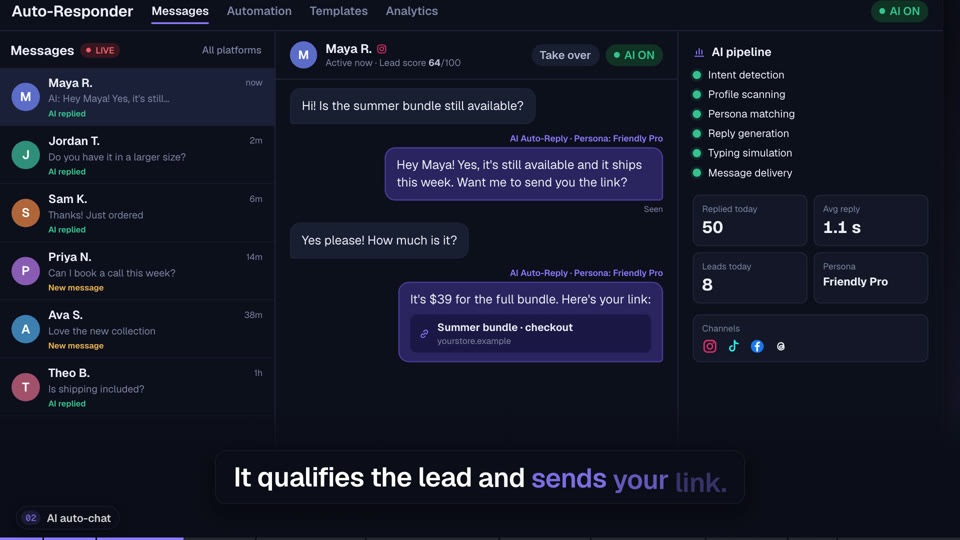 Auto-Responder
Messages
Automation
Templates
Analytics
AI ON
Messages
LIVE
All platforms
M
Maya R.
now
AI: Hey Maya! Yes, it's still...
AI replied
J
Jordan T.
2m
Do you have it in a larger size?
AI replied
S
Sam K.
6m
Thanks! Just ordered
AI replied
P
Priya N.
14m
Can I book a call this week?
New message
A
Ava S.
38m
Love the new collection
New message
T
Theo B.
1h
Is shipping included?
AI replied
M
Maya R.
Active now · Lead score 64/100
Take over
AI ON
Hi! Is the summer bundle still available?
AI Auto-Reply · Persona: Friendly Pro
Hey Maya! Yes, it's still available and it ships
this week. Want me to send you the link?
Seen
Yes please! How much is it?
AI Auto-Reply · Persona: Friendly Pro
It's $39 for the full bundle. Here's your link:
Summer bundle · checkout
yourstore.example
AI pipeline
Intent detection
Profile scanning
Persona matching
Reply generation
Typing simulation
Message delivery
Replied today
50
Avg reply
1.1 s
Leads today
8
Persona
Friendly Pro
Channels
It qualifies the lead and sends your link.
02 AI auto-chat